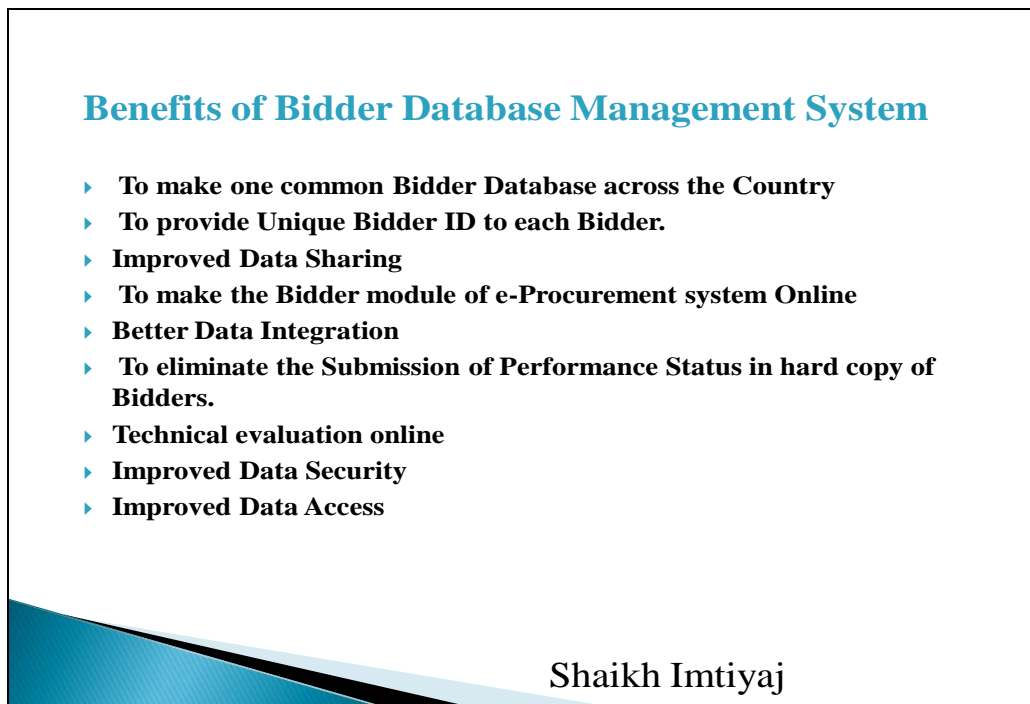 Benefits of Bidder Database Management System
To make one common Bidder Database across the Country
To provide Unique Bidder ID to each Bidder.
Improved Data Sharing
To make the Bidder module of e-Procurement system Online
Better Data Integration
To eliminate the Submission of Performance Status in hard copy of
Bidders.
Technical evaluation online
Improved Data Security
Improved Data Access
Shaikh Imtiyaj